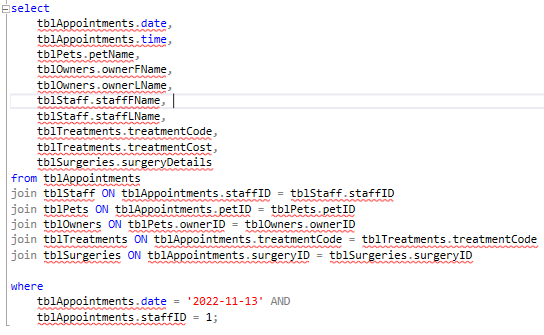 select
tblAppointments.date,
tblAppointments.time,
tblPets.petName,
tblOwners.ownerFName,
tblOwners.ownerLName,
tblStaff.staffFName,
tblStaff.staffLName,
tblTreatments.treatmentCode,
tblTreatments.treatmentCost,
tblSurgeries.surgeryDetails
from tblAppointments
join tblStaff ON tblAppointments.staffID = tblStaff.staffID
join tblPets ON tblAppointments.petID = tblPets.petID
join tblOwners ON tblPets.ownerID = tblOwners.ownerID
join tblTreatments ON tblAppointments.treatmentCode = tblTreatments.treatmentCode
join tblSurgeries ON tblAppointments.surgeryID = tblSurgeries.surgeryID
where
tblAppointments.date = '2022-11-13' AND
tblAppointments.staffID = 1;